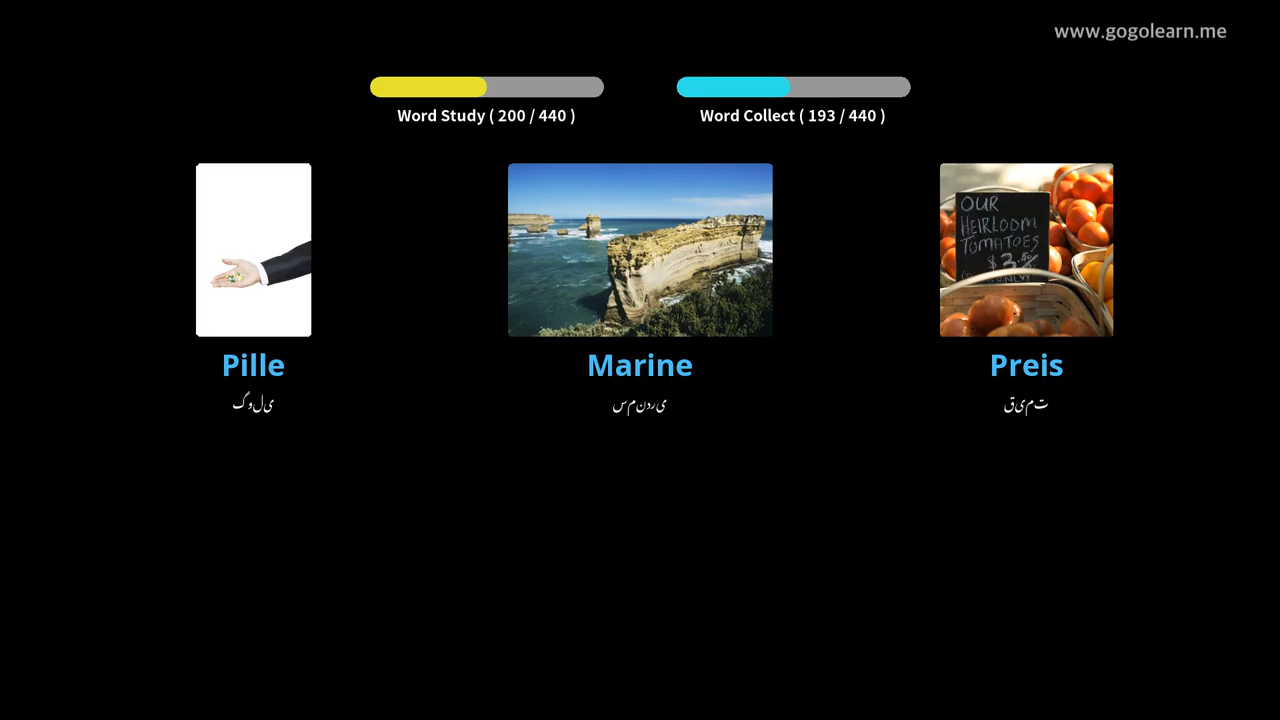 www.gogolearn.me
Word Study ( 200 / 440 )
Word Collect ( 193 / 440 )
OUR
HEIRLOOM
TOMATOES
Pille
Marine
Preis
گولی
سمندری
قیمت